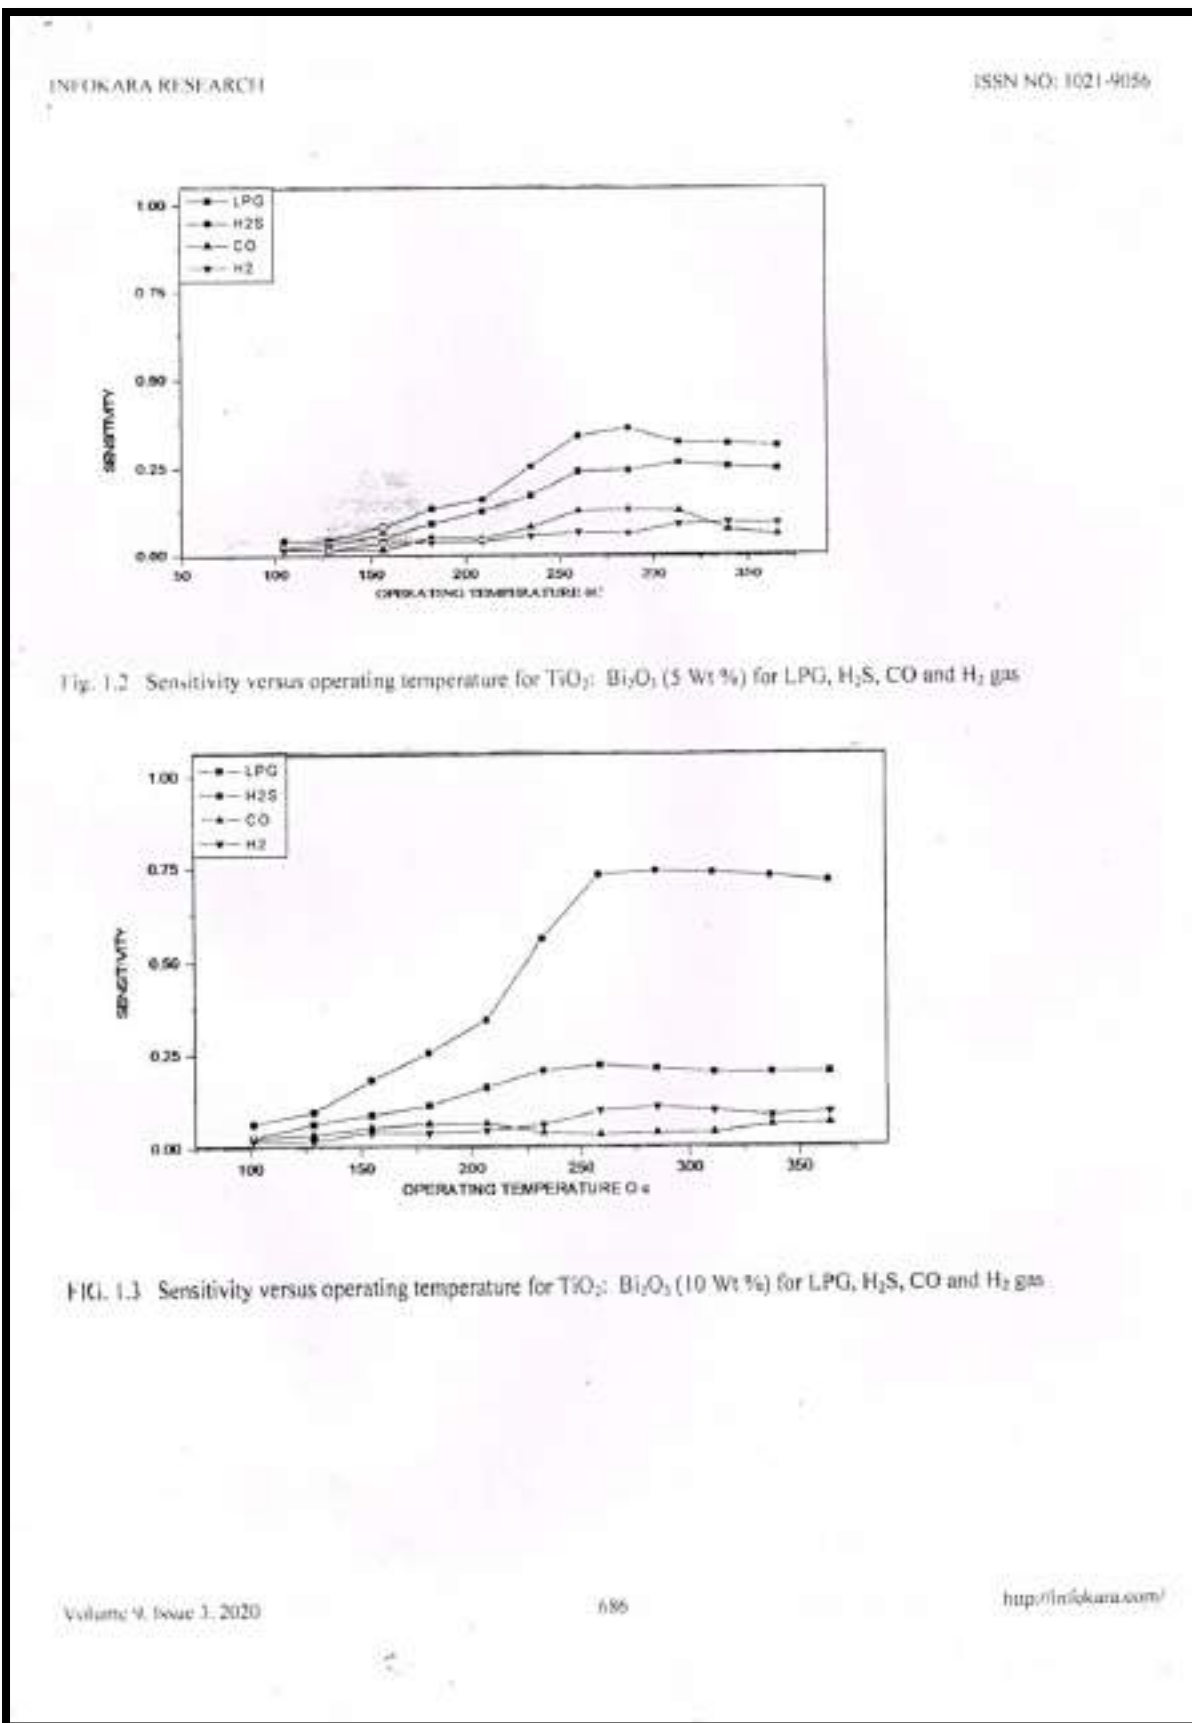 INFOKARA RESEARCH
ISSN NO: 1021-9056
LPG
H2S
CO
H2
1.00
0.75
0.50
0.25
0.00
SENSITIVITY
50 100 150 200 250 350
OPERATING TEMPERATURE
Fig. 1.2 Sensitivity versus operating temperature for TiO₂: Bi₂O₃ (5 Wt %) for LPG, H₂S, CO and H₂ gas
LPG
H2S
CO
H2
1.00
0.75
0.50
0.25
0.00
SENSITIVITY
100 150 200 250 300 350
OPERATING TEMPERATURE O c
FIG. 1.3 Sensitivity versus operating temperature for TiO₂: Bi₂O₃ (10 Wt %) for LPG, H₂S, CO and H₂ gas
Volume 9, Issue 3, 2020
686
http://infokara.com/